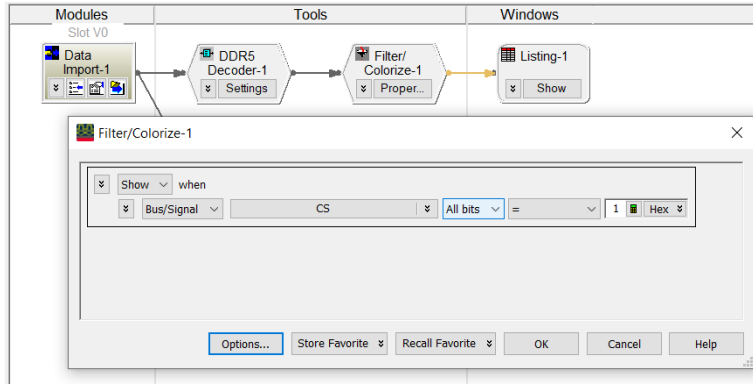 Modules Tools Windows
Slot V0
Data
Import-1
DDR5
Decoder-1
Settings
Filter/
Colorize-1
Proper...
Listing-1
Show
Filter/Colorize-1
Show when
Bus/Signal CS All bits = 1 Hex
Options... Store Favorite Recall Favorite OK Cancel Help